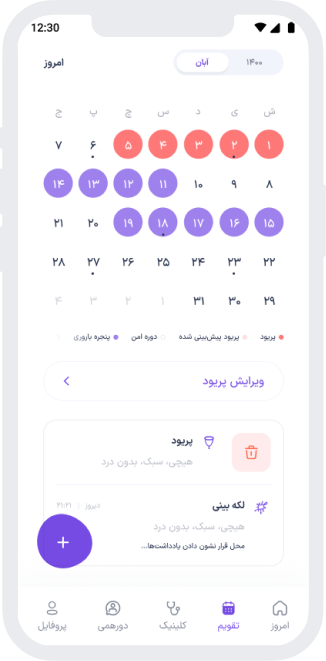 12:30
امروز
آبان
۱۴۰۰
ش ی د س چ پ ج
۱ ۲ ۳ ۴ ۵ ۶ ۷
۸ ۹ ۱۰ ۱۱ ۱۲ ۱۳ ۱۴
۱۵ ۱۶ ۱۷ ۱۸ ۱۹ ۲۰ ۲۱
۲۲ ۲۳ ۲۴ ۲۵ ۲۶ ۲۷ ۲۸
۲۹ ۳۰ ۳۱ ۱ ۲ ۳ ۴
پریود پریود پیش‌بینی شده دوره امن پنجره باروری
ویرایش پریود
پریود
هیچی، سبک، بدون درد
لکه بینی
دیروز | ۲۱:۲۱
هیچی، سبک، بدون درد
محل قرار نشون دادن یادداشت‌ها...
امروز تقویم کلینیک دورهمی پروفایل